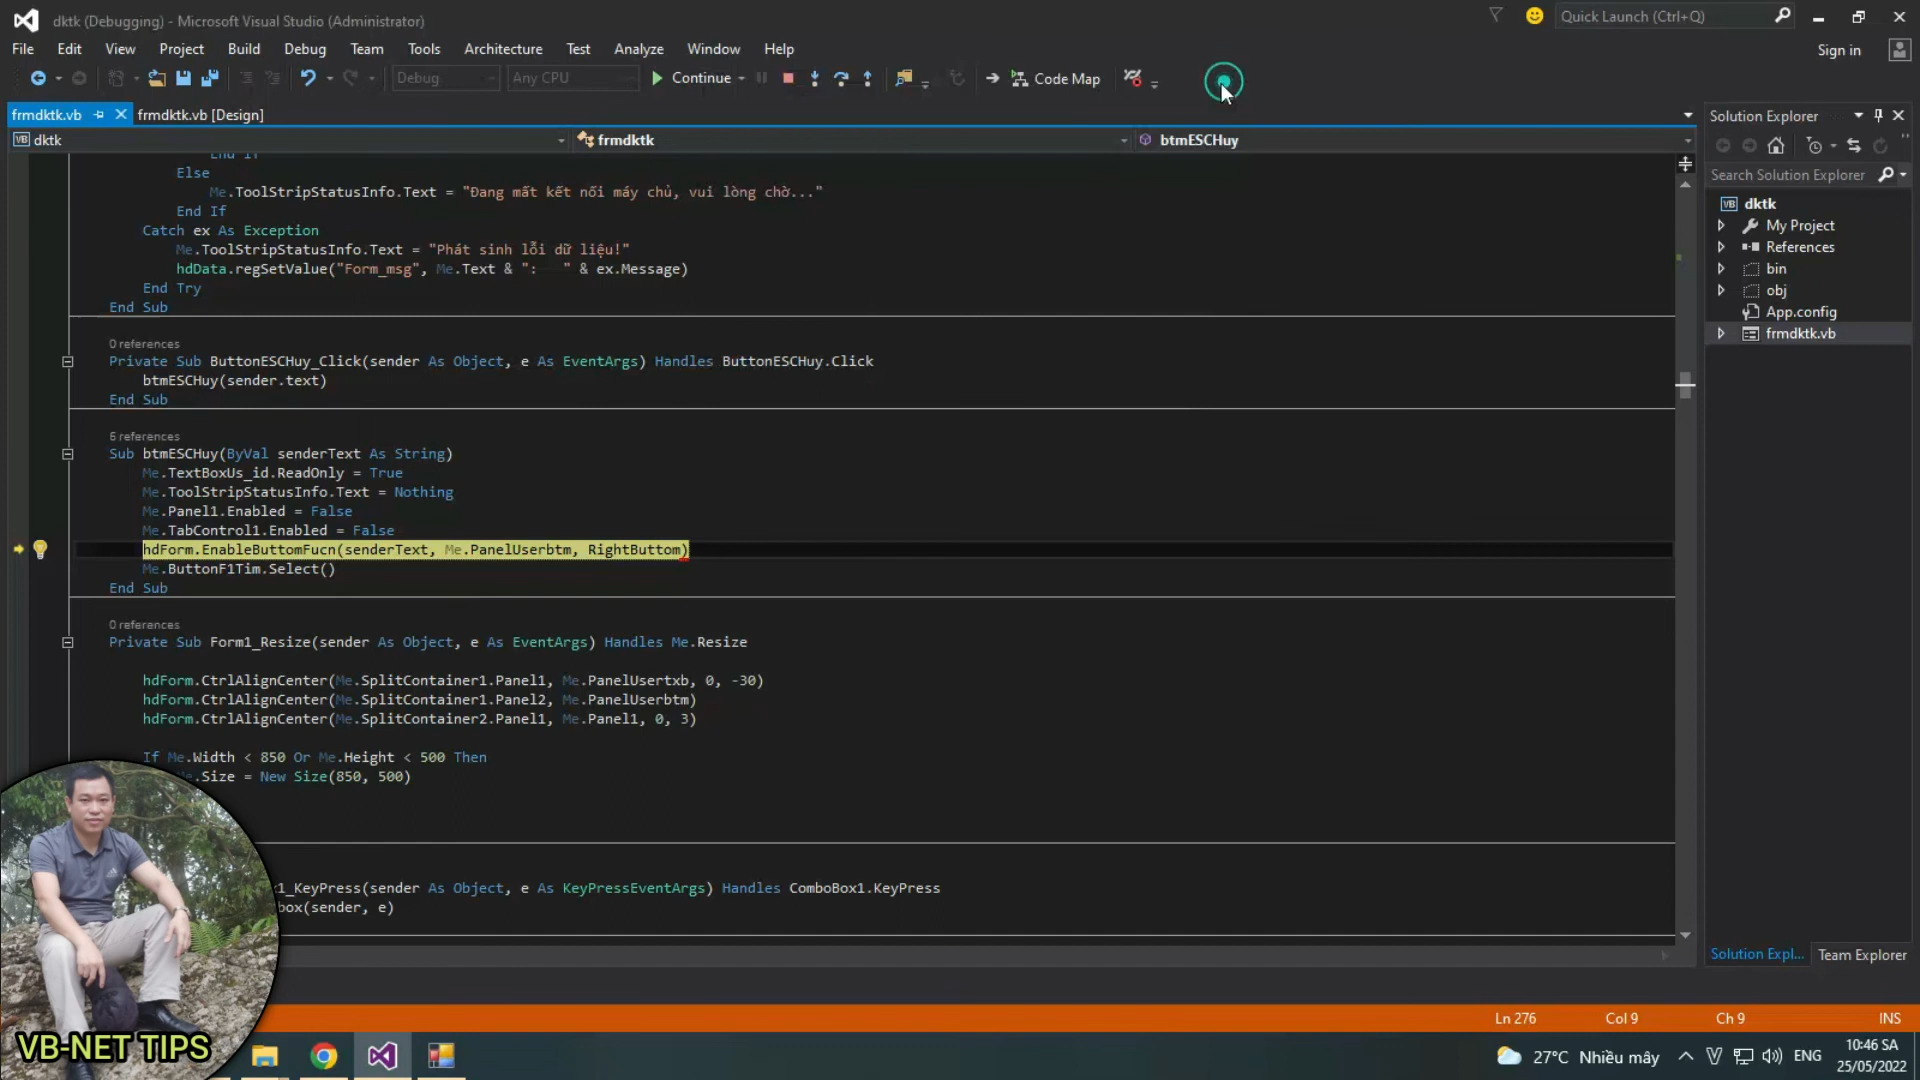 dktk (Debugging) - Microsoft Visual Studio (Administrator)
Quick Launch (Ctrl+Q)
File Edit View Project Build Debug Team Tools Architecture Test Analyze Window Help
Sign in
Debug Any CPU Continue Code Map
frmdktk.vb frmdktk.vb [Design]
Solution Explorer
VB dktk frmdktk btmESCHuy
End If
Else
Me.ToolStripStatusInfo.Text = "Đang mất kết nối máy chủ, vui lòng chờ..."
End If
Catch ex As Exception
Me.ToolStripStatusInfo.Text = "Phát sinh lỗi dữ liệu!"
hdData.regSetValue("Form_msg", Me.Text & ":   " & ex.Message)
End Try
End Sub
0 references
Private Sub ButtonESCHuy_Click(sender As Object, e As EventArgs) Handles ButtonESCHuy.Click
btmESCHuy(sender.text)
End Sub
6 references
Sub btmESCHuy(ByVal senderText As String)
Me.TextBoxUs_id.ReadOnly = True
Me.ToolStripStatusInfo.Text = Nothing
Me.Panel1.Enabled = False
Me.TabControl1.Enabled = False
hdForm.EnableButtomFucn(senderText, Me.PanelUserbtm, RightButtom)
Me.ButtonF1Tim.Select()
End Sub
0 references
Private Sub Form1_Resize(sender As Object, e As EventArgs) Handles Me.Resize
hdForm.CtrlAlignCenter(Me.SplitContainer1.Panel1, Me.PanelUsertxb, 0, -30)
hdForm.CtrlAlignCenter(Me.SplitContainer1.Panel2, Me.PanelUserbtm)
hdForm.CtrlAlignCenter(Me.SplitContainer2.Panel1, Me.Panel1, 0, 3)
If Me.Width < 850 Or Me.Height < 500 Then
.Size = New Size(850, 500)
1_KeyPress(sender As Object, e As KeyPressEventArgs) Handles ComboBox1.KeyPress
box(sender, e)
Search Solution Explorer
VB dktk
My Project
References
bin
obj
App.config
frmdktk.vb
Solution Expl... Team Explorer
Ln 276 Col 9 Ch 9 INS
VB-NET TIPS
27°C Nhiều mây ENG
10:46 SA
25/05/2022